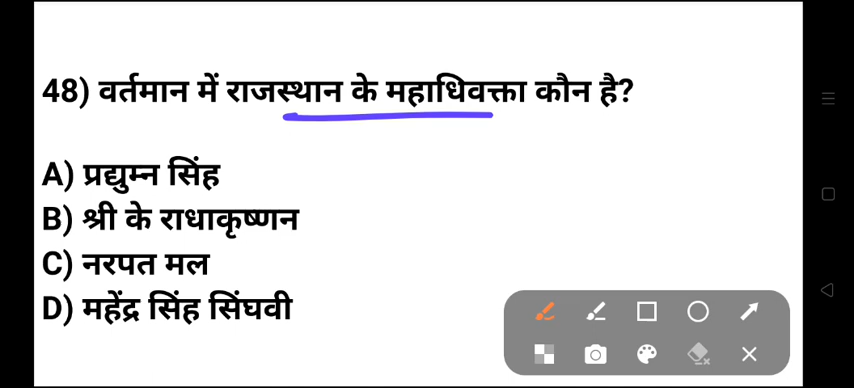 48) वर्तमान में राजस्थान के महाधिवक्ता कौन है?
A) प्रद्युम्न सिंह
B) श्री के राधाकृष्णन
C) नरपत मल
D) महेंद्र सिंह सिंघवी